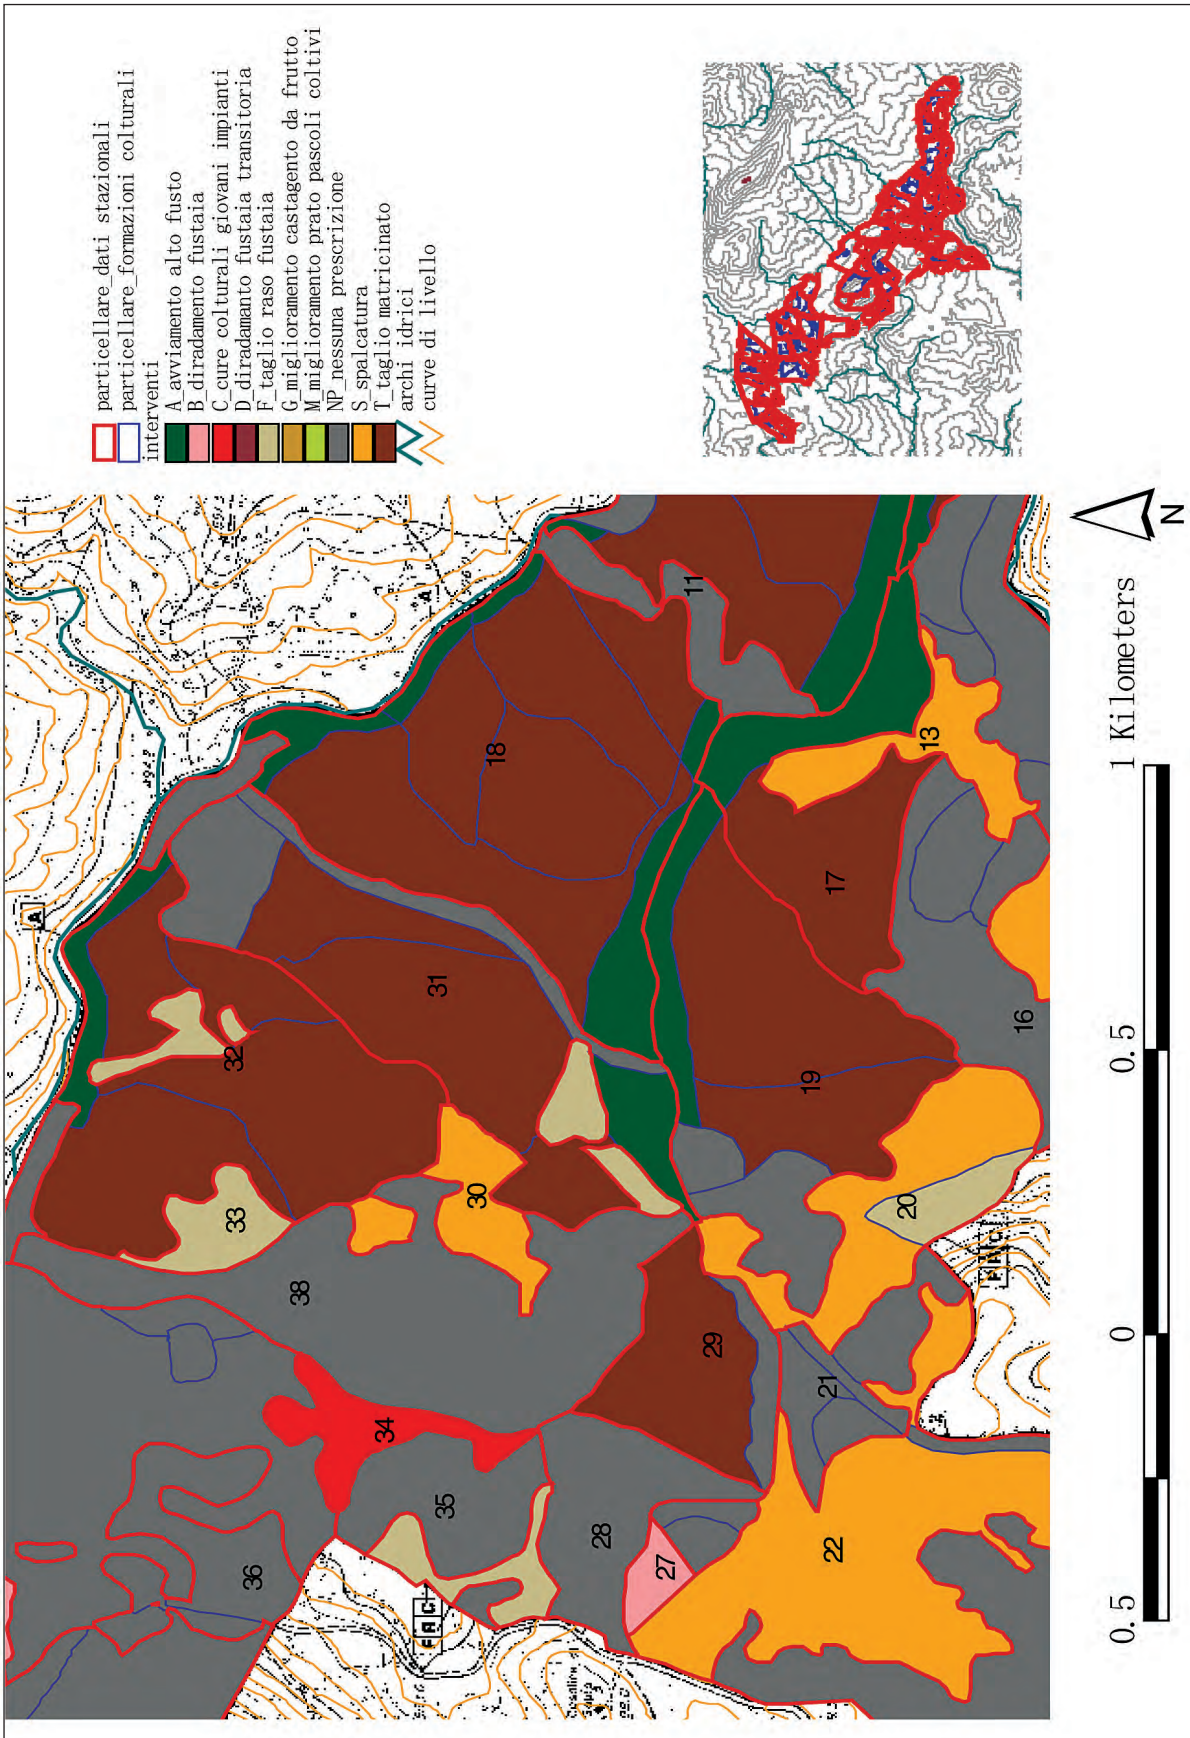 particellare_dati stazionali
particellare_formazioni colturali
interventi
A_avviamento alto fusto
B_diradamento fustaia
C_cure colturali giovani impianti
D_diradamanto fustaia transitoria
F_taglio raso fustaia
G_miglioramento castagento da frutto
M_miglioramento prato pascoli coltivi
NP_nessuna prescrizione
S_spalcatura
T_taglio matricinato
archi idrici
curve di livello
A
11
18
13
17
31
32
16
19
30
33
20
38
29
21
34
35
28
22
27
36
N
0.5 0 0.5 1 Kilometers